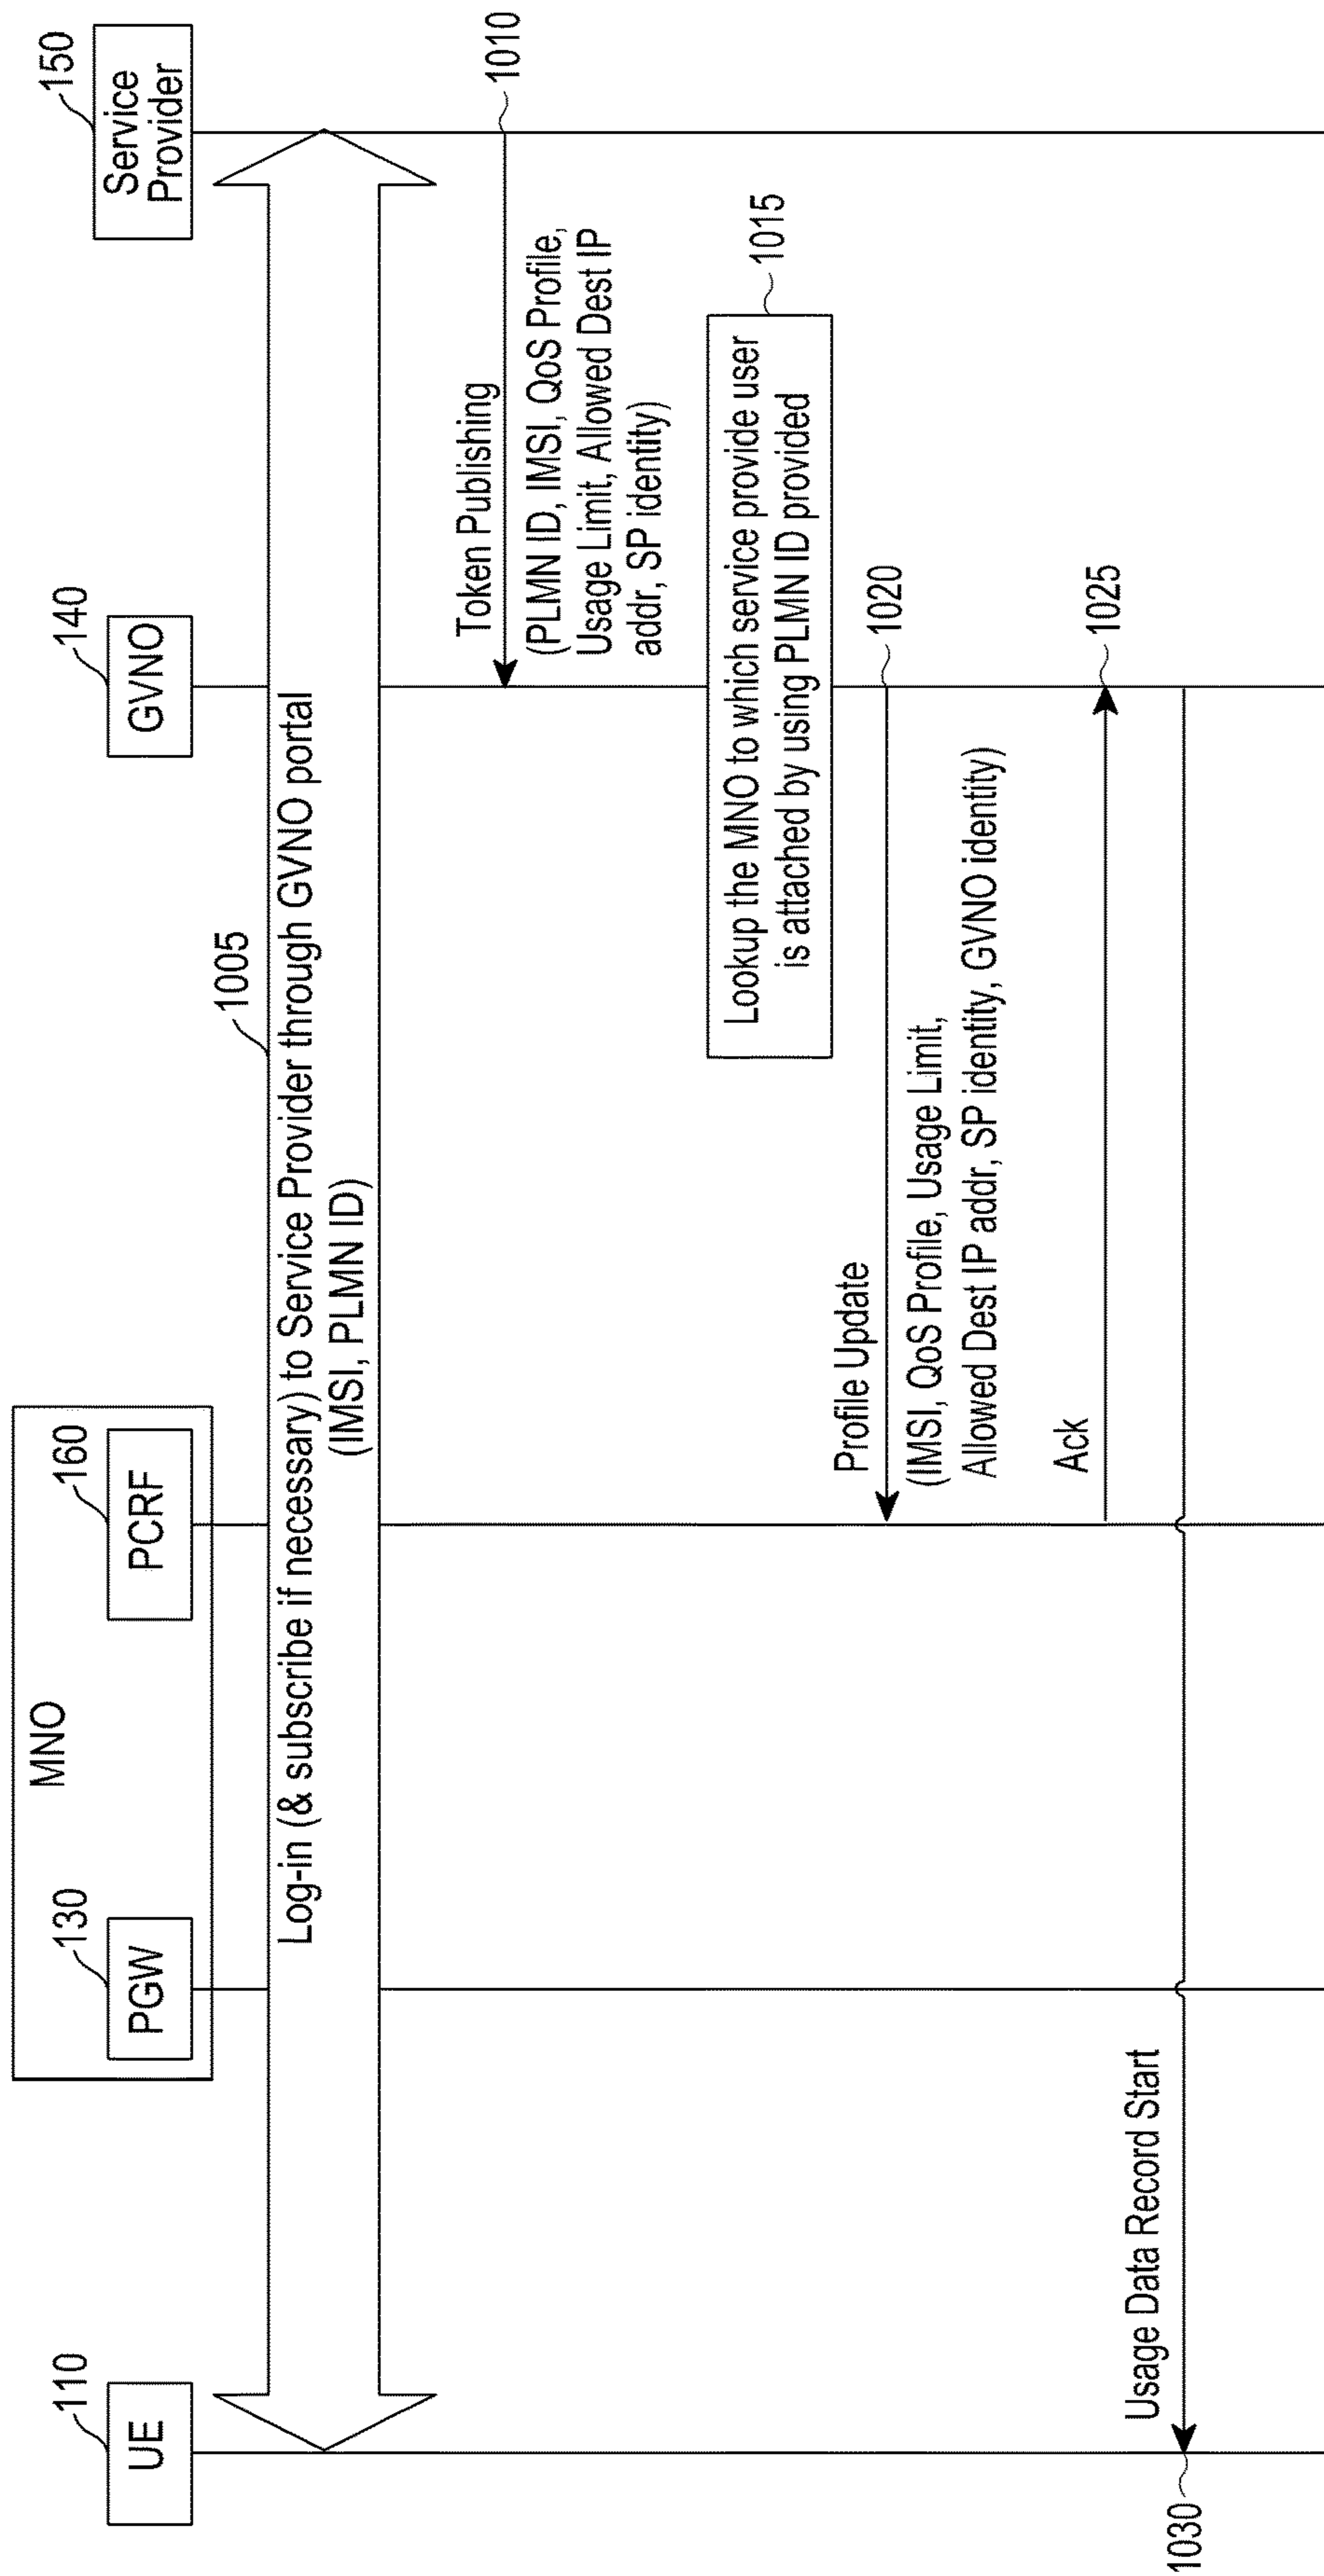 MNO
110
130
160
140
150
UE
PGW
PCRF
GVNO
Service
Provider
1005
Log-in (& subscribe if necessary) to Service Provider through GVNO portal
(IMSI, PLMN ID)
Token Publishing
1010
(PLMN ID, IMSI, QoS Profile,
Usage Limit, Allowed Dest IP
addr, SP identity)
1015
Lookup the MNO to which service provide user
is attached by using PLMN ID provided
Profile Update
1020
(IMSI, QoS Profile, Usage Limit,
Allowed Dest IP addr, SP identity, GVNO identity)
Ack
1025
Usage Data Record Start
1030